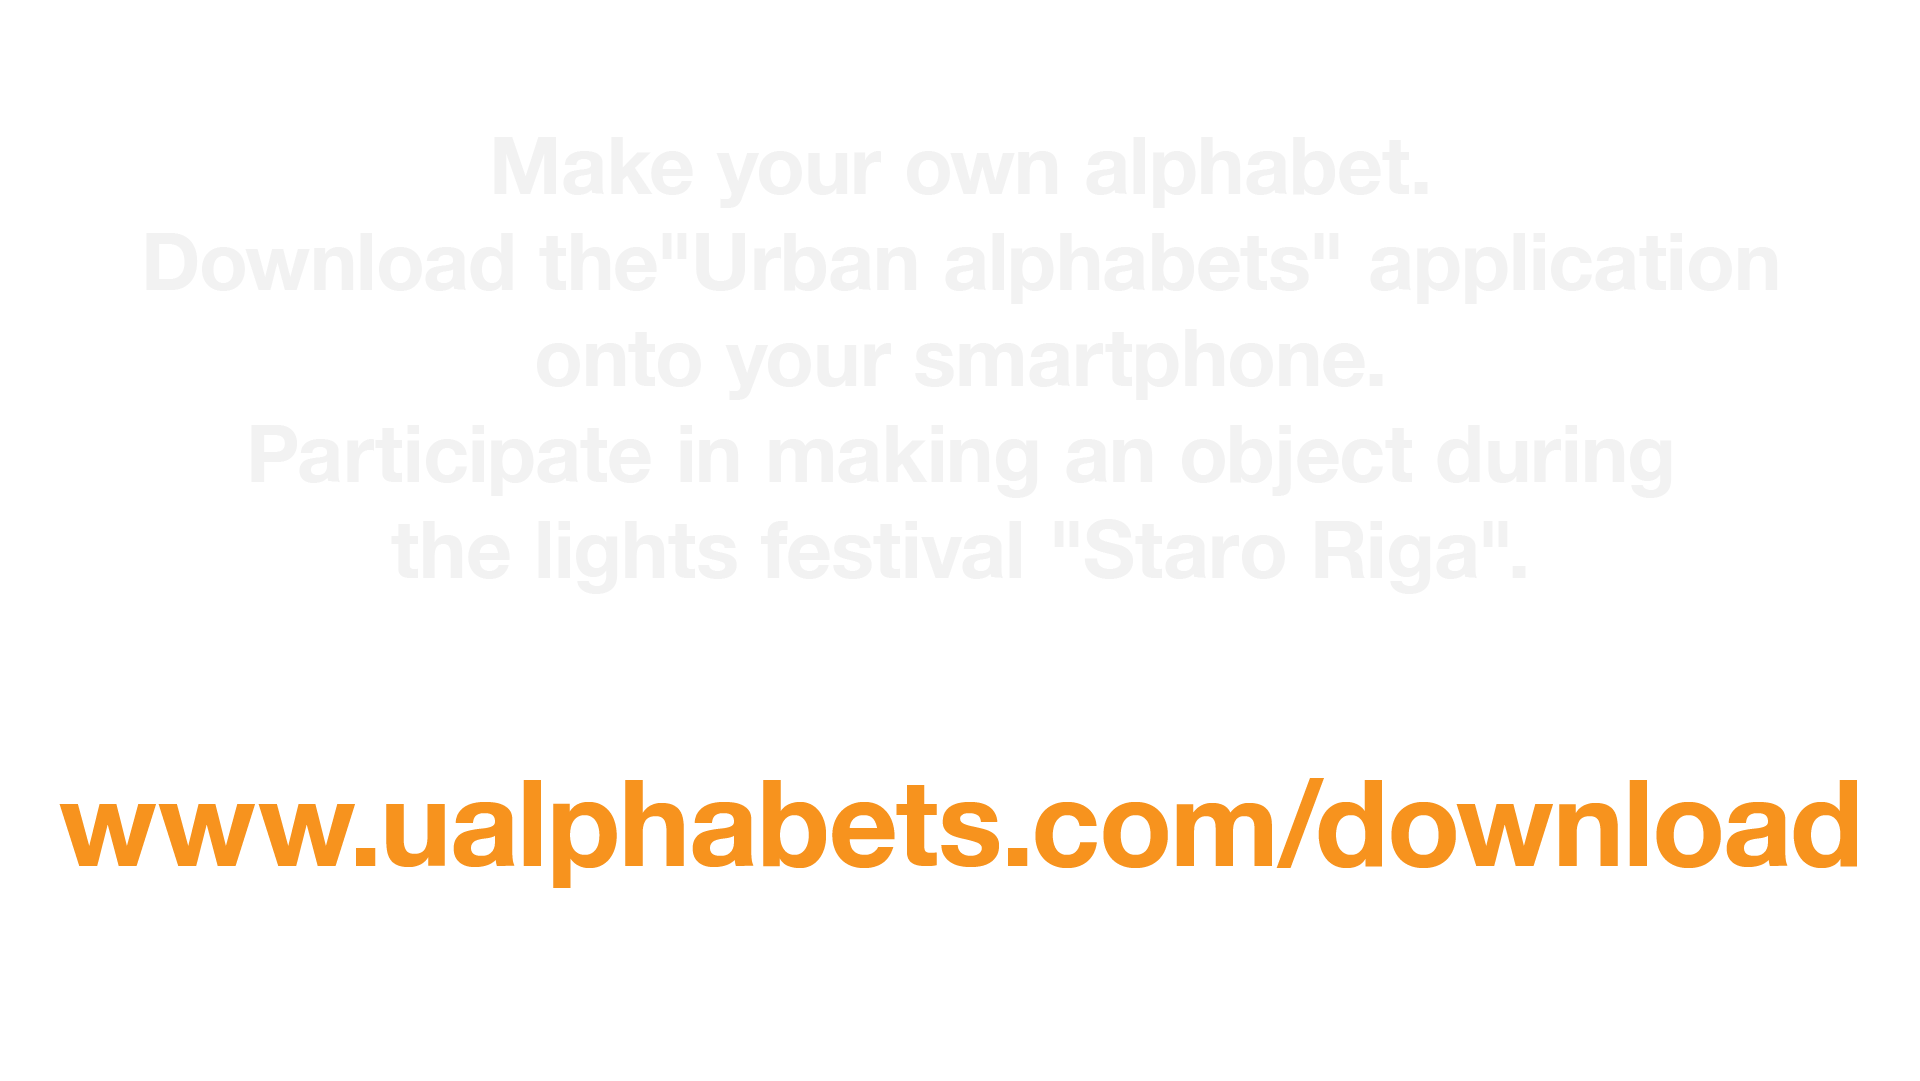 Make your own alphabet.
Download the"Urban alphabets" application
onto your smartphone.
Participate in making an object during
the lights festival "Staro Riga".
www.ualphabets.com/download